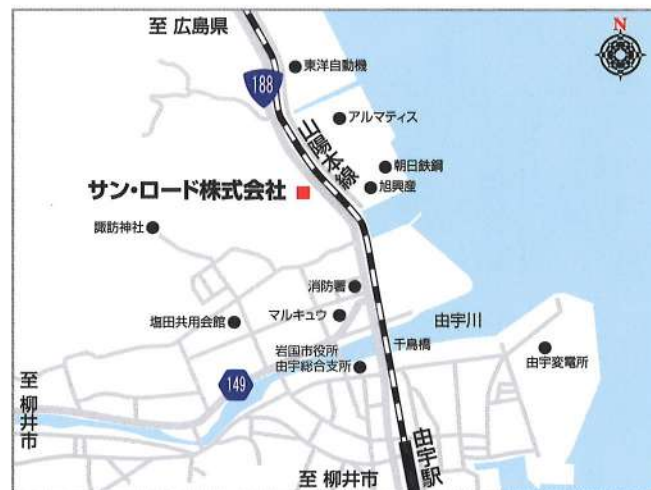 至 広島県
N
東洋自動機
188
アルマティス
山陽本線
朝日鉄鋼
旭興産
サン・ロード株式会社
諏訪神社
消防署
マルキュウ
塩田共用会館
由宇川
千鳥橋
岩国市役所
由宇総合支所
由宇変電所
149
至 柳井市
由宇駅
至 柳井市